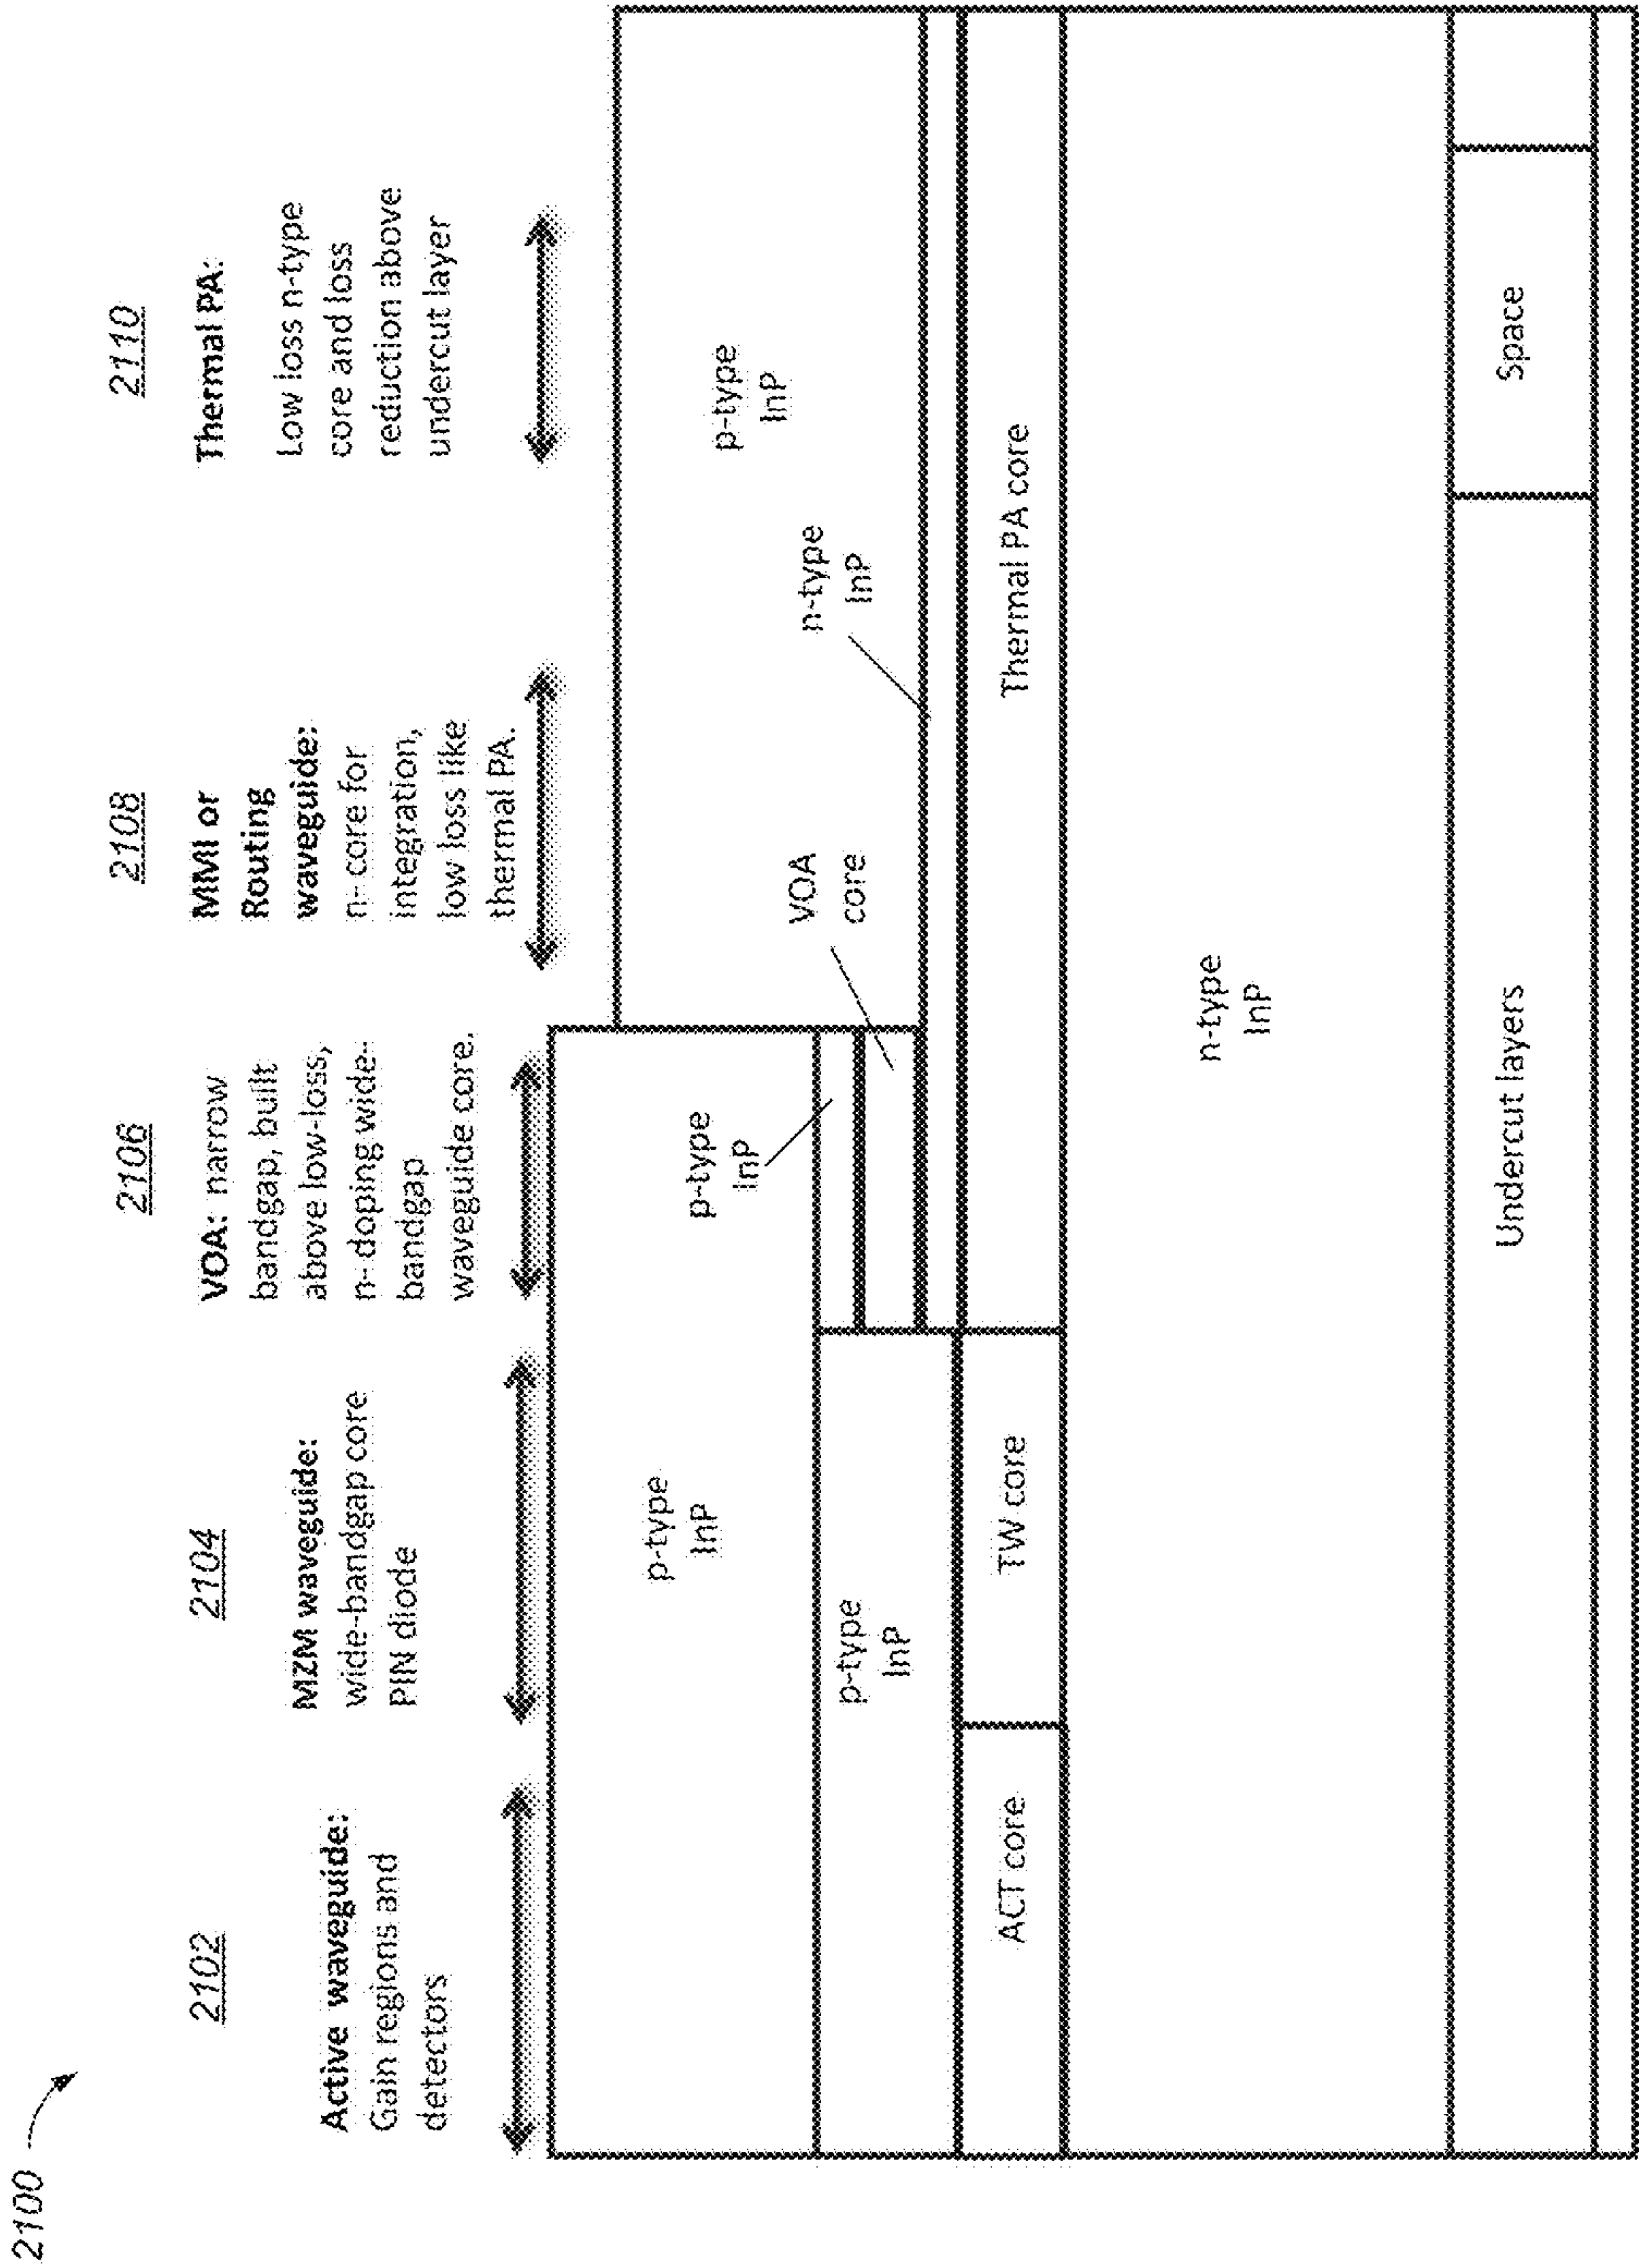 2100
2102
Active waveguide:
Gain regions and
detectors
2104
MZM waveguide:
wide-bandgap core
PIN diode
2106
VOA: narrow
bandgap, built
above low-loss,
n- doping wide-
bandgap
waveguide core.
2108
MMI or
Routing
waveguide:
n- core for
integration,
low loss like
thermal PA.
2110
Thermal PA:
Low loss n-type
core and loss
reduction above
undercut layer
p-type
InP
p-type
InP
p-type
InP
VOA
core
n-type
InP
p-type
InP
ACT core
TW core
Thermal PA core
n-type
InP
Undercut layers
Space